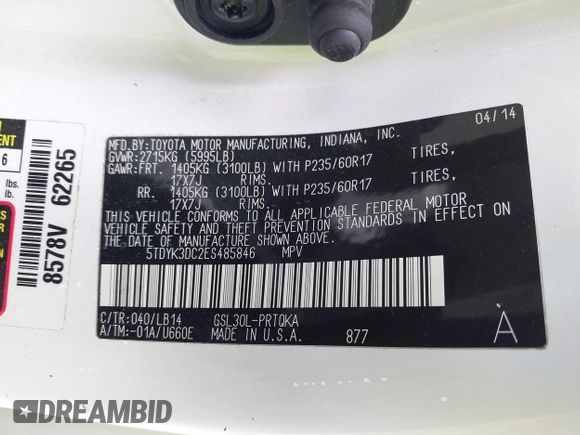 04/14
MFD.BY:TOYOTA MOTOR MANUFACTURING, INDIANA, INC.
GVWR:2715KG (5995LB)
GAWR:FRT. 1405KG (3100LB) WITH P235/60R17 TIRES,
17X7J RIMS
RR. 1405KG (3100LB) WITH P235/60R17 TIRES,
17X7J RIMS
THIS VEHICLE CONFORMS TO ALL APPLICABLE FEDERAL MOTOR
VEHICLE SAFETY AND THEFT PREVENTION STANDARDS IN EFFECT ON
THE DATE OF MANUFACTURE SHOWN ABOVE.
5TDYK3DC2ES485846 MPV
C/TR:040/LB14 GSL30L-PRTQKA
A/TM:-01A/U660E MADE IN U.S.A. 877
A
8578V 62265
ENT
6
lbs.
lb.
DREAMBID